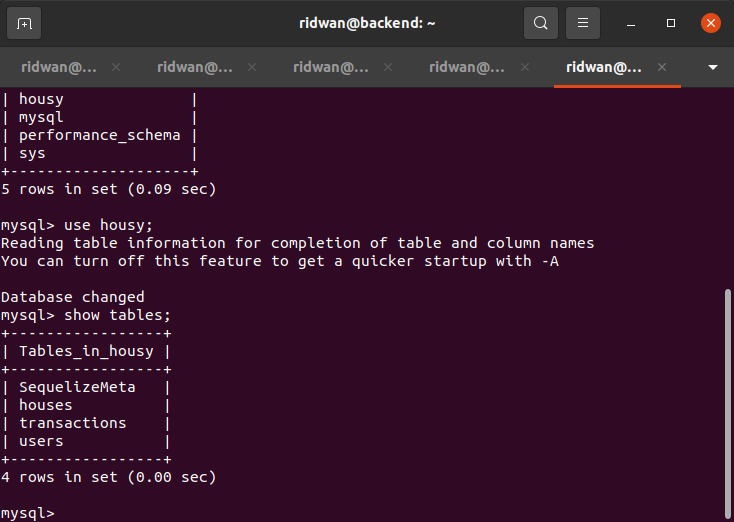 ridwan@backend: ~
ridwan@... ridwan@... ridwan@... ridwan@... ridwan@...
| housy              |
| mysql              |
| performance_schema |
| sys                |
+--------------------+
5 rows in set (0.09 sec)
mysql> use housy;
Reading table information for completion of table and column names
You can turn off this feature to get a quicker startup with -A
Database changed
mysql> show tables;
+-----------------+
| Tables_in_housy |
+-----------------+
| SequelizeMeta   |
| houses          |
| transactions    |
| users           |
+-----------------+
4 rows in set (0.00 sec)
mysql>